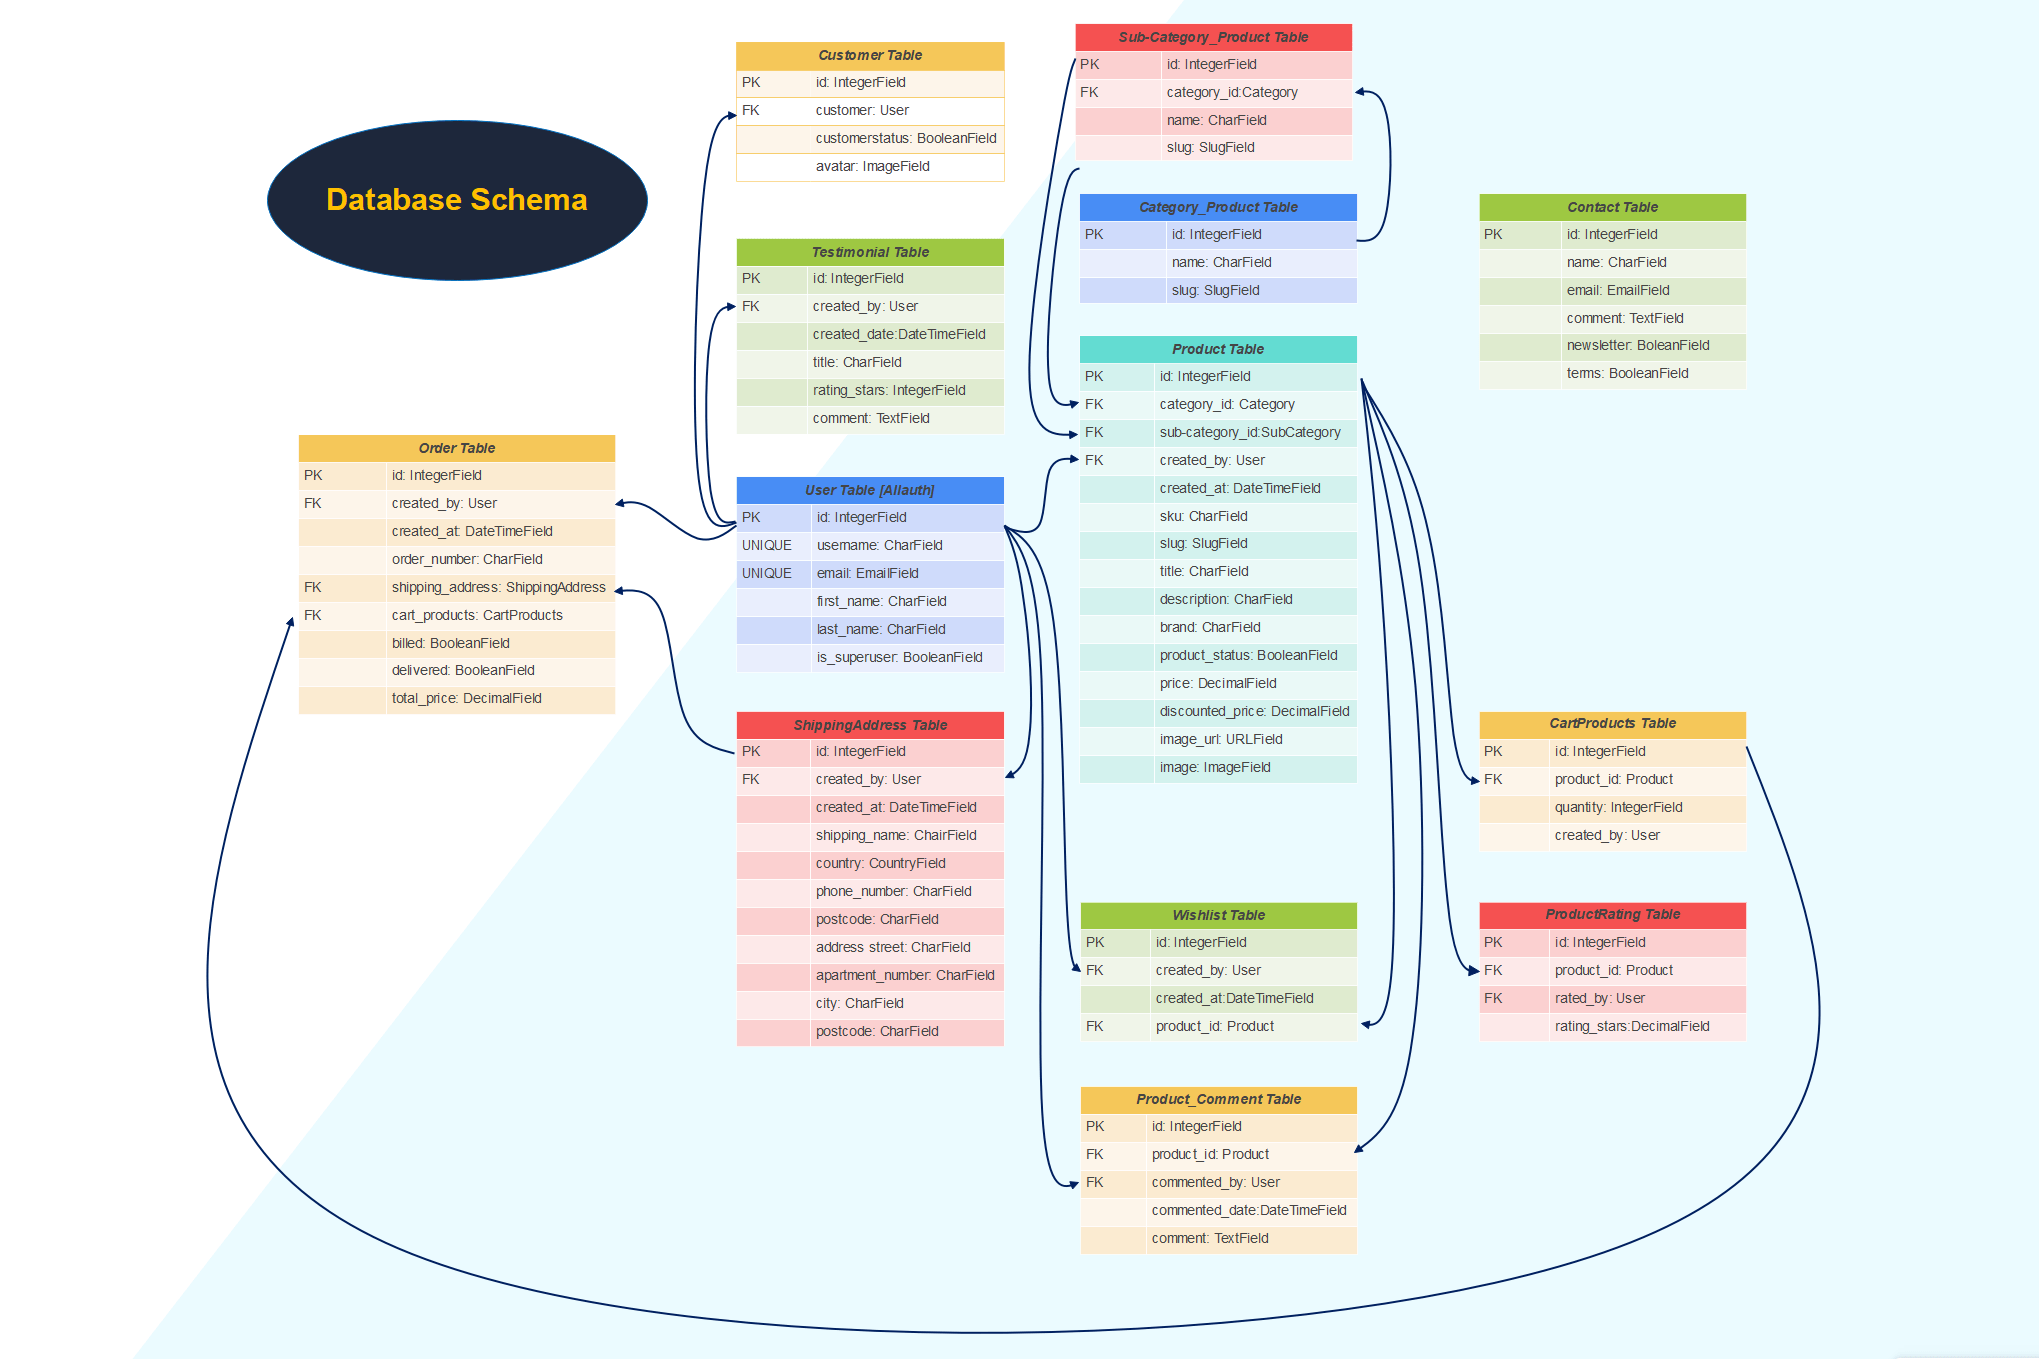 Database Schema
Customer Table
PK id: IntegerField
FK customer: User
customerstatus: BooleanField
avatar: ImageField
Testimonial Table
PK id: IntegerField
FK created_by: User
created_date:DateTimeField
title: CharField
rating_stars: IntegerField
comment: TextField
Order Table
PK id: IntegerField
FK created_by: User
created_at: DateTimeField
order_number: CharField
FK shipping_address: ShippingAddress
FK cart_products: CartProducts
billed: BooleanField
delivered: BooleanField
total_price: DecimalField
User Table [Allauth]
PK id: IntegerField
UNIQUE username: CharField
UNIQUE email: EmailField
first_name: CharField
last_name: CharField
is_superuser: BooleanField
ShippingAddress Table
PK id: IntegerField
FK created_by: User
created_at: DateTimeField
shipping_name: ChairField
country: CountryField
phone_number: CharField
postcode: CharField
address street: CharField
apartment_number: CharField
city: CharField
postcode: CharField
Sub-Category_Product Table
PK id: IntegerField
FK category_id:Category
name: CharField
slug: SlugField
Category_Product Table
PK id: IntegerField
name: CharField
slug: SlugField
Product Table
PK id: IntegerField
FK category_id: Category
FK sub-category_id:SubCategory
FK created_by: User
created_at: DateTimeField
sku: CharField
slug: SlugField
title: CharField
description: CharField
brand: CharField
product_status: BooleanField
price: DecimalField
discounted_price: DecimalField
image_url: URLField
image: ImageField
Wishlist Table
PK id: IntegerField
FK created_by: User
created_at:DateTimeField
FK product_id: Product
Product_Comment Table
PK id: IntegerField
FK product_id: Product
FK commented_by: User
commented_date:DateTimeField
comment: TextField
Contact Table
PK id: IntegerField
name: CharField
email: EmailField
comment: TextField
newsletter: BoleanField
terms: BooleanField
CartProducts Table
PK id: IntegerField
FK product_id: Product
quantity: IntegerField
created_by: User
ProductRating Table
PK id: IntegerField
FK product_id: Product
FK rated_by: User
rating_stars:DecimalField